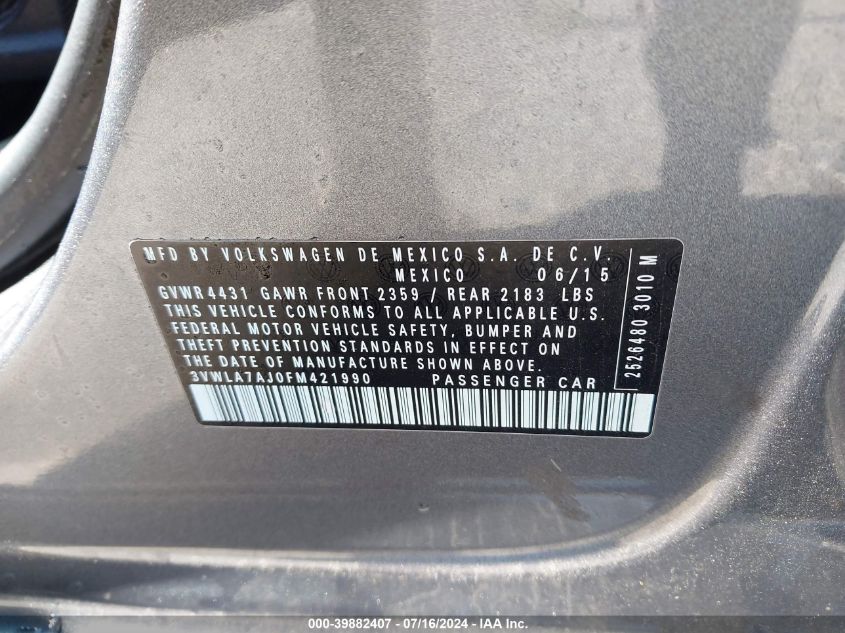 MFD BY VOLKSWAGEN DE MEXICO S.A. DE C.V.
MEXICO 06/15
GVWR 4431 GAWR FRONT 2359 / REAR 2183 LBS
THIS VEHICLE CONFORMS TO ALL APPLICABLE U.S.
FEDERAL MOTOR VEHICLE SAFETY, BUMPER AND
THEFT PREVENTION STANDARDS IN EFFECT ON
THE DATE OF MANUFACTURE SHOWN ABOVE.
3VWLA7AJ0FM421990 PASSENGER CAR
2526480 3010 M
000-39882407 - 07/16/2024 - IAA Inc.